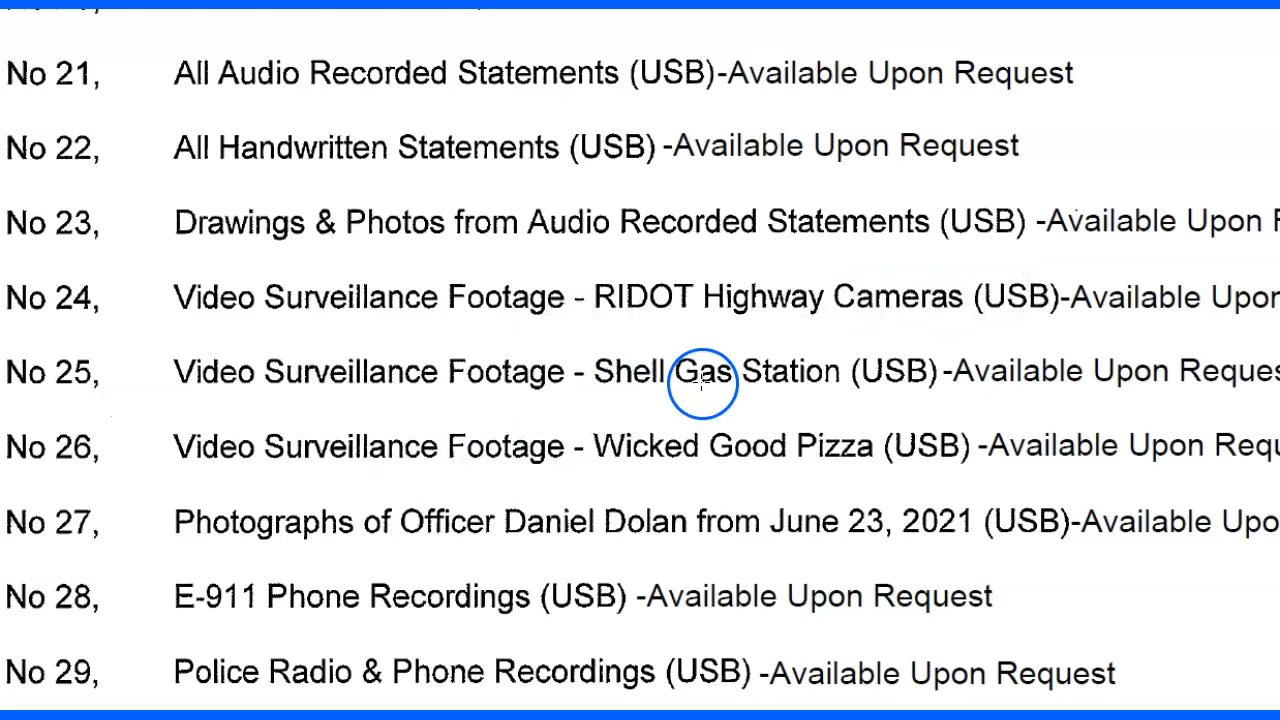 No 21, All Audio Recorded Statements (USB)-Available Upon Request
No 22, All Handwritten Statements (USB) -Available Upon Request
No 23, Drawings & Photos from Audio Recorded Statements (USB) -Available Upon
No 24, Video Surveillance Footage - RIDOT Highway Cameras (USB)-Available
No 25, Video Surveillance Footage - Shell Gas Station (USB) -Available Upon
No 26, Video Surveillance Footage - Wicked Good Pizza (USB) -Available Upon
No 27, Photographs of Officer Daniel Dolan from June 23, 2021 (USB)-Available
No 28, E-911 Phone Recordings (USB) -Available Upon Request
No 29, Police Radio & Phone Recordings (USB) -Available Upon Request